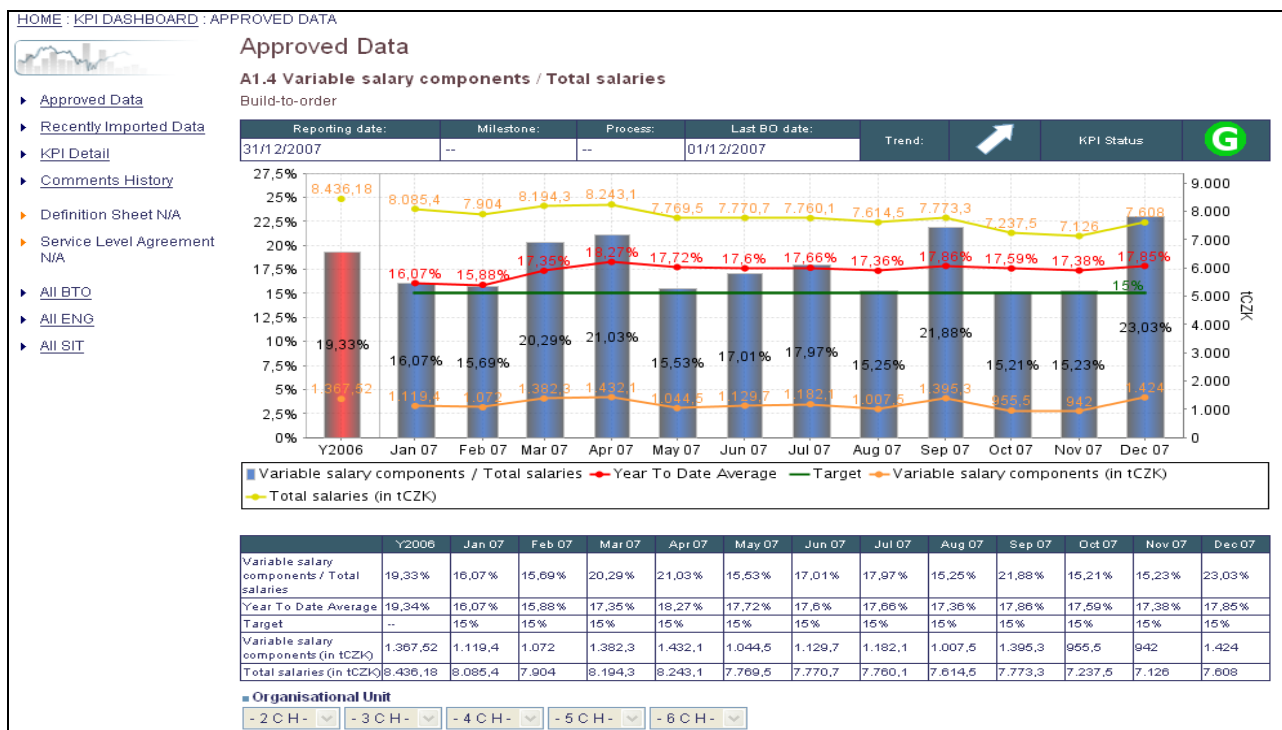 HOME : KPI DASHBOARD : APPROVED DATA
Approved Data
A1.4 Variable salary components / Total salaries
Build-to-order
Approved Data
Recently Imported Data
KPI Detail
Comments History
Definition Sheet N/A
Service Level Agreement
N/A
All BTO
All ENG
All SIT
Reporting date: Milestone: Process: Last BO date: Trend: KPI Status G
31/12/2007 -- -- 01/12/2007
27,5%
25%
22,5%
20%
17,5%
15%
12,5%
10%
7,5%
5%
2,5%
0%
8.436,18 8.085,4 7.904 8.194,3 8.243,1 7.769,5 7.770,7 7.760,1 7.614,5 7.773,3 7.237,5 7.126 7.608
16,07% 15,88% 17,35% 18,27% 17,72% 17,6% 17,66% 17,36% 17,86% 17,59% 17,38% 17,85%
15%
19,33% 16,07% 15,69% 20,29% 21,03% 15,53% 17,01% 17,97% 15,25% 21,88% 15,21% 15,23% 23,03%
1.367,52 1.119,4 1.072 1.382,3 1.432,1 1.044,5 1.129,7 1.182,1 1.007,5 1.395,3 955,5 942 1.424
9.000
8.000
7.000
6.000
5.000
4.000
3.000
2.000
1.000
0
tCZK
Y2006 Jan 07 Feb 07 Mar 07 Apr 07 May 07 Jun 07 Jul 07 Aug 07 Sep 07 Oct 07 Nov 07 Dec 07
Variable salary components / Total salaries Year To Date Average Target Variable salary components (in tCZK)
Total salaries (in tCZK)
Y2006 Jan 07 Feb 07 Mar 07 Apr 07 May 07 Jun 07 Jul 07 Aug 07 Sep 07 Oct 07 Nov 07 Dec 07
Variable salary
components / Total 19,33% 16,07% 15,69% 20,29% 21,03% 15,53% 17,01% 17,97% 15,25% 21,88% 15,21% 15,23% 23,03%
salaries
Year To Date Average 19,34% 16,07% 15,88% 17,35% 18,27% 17,72% 17,6% 17,66% 17,36% 17,86% 17,59% 17,38% 17,85%
Target -- 15% 15% 15% 15% 15% 15% 15% 15% 15% 15% 15% 15%
Variable salary
components (in tCZK) 1.367,52 1.119,4 1.072 1.382,3 1.432,1 1.044,5 1.129,7 1.182,1 1.007,5 1.395,3 955,5 942 1.424
Total salaries (in tCZK) 8.436,18 8.085,4 7.904 8.194,3 8.243,1 7.769,5 7.770,7 7.760,1 7.614,5 7.773,3 7.237,5 7.126 7.608
Organisational Unit
- 2 C H - - 3 C H - - 4 C H - - 5 C H - - 6 C H -